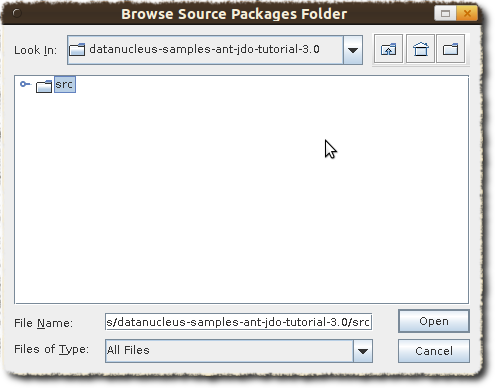 Browse Source Packages Folder
Look In: datanucleus-samples-ant-jdo-tutorial-3.0
src
File Name: s/datanucleus-samples-ant-jdo-tutorial-3.0/src Open
Files of Type: All Files Cancel